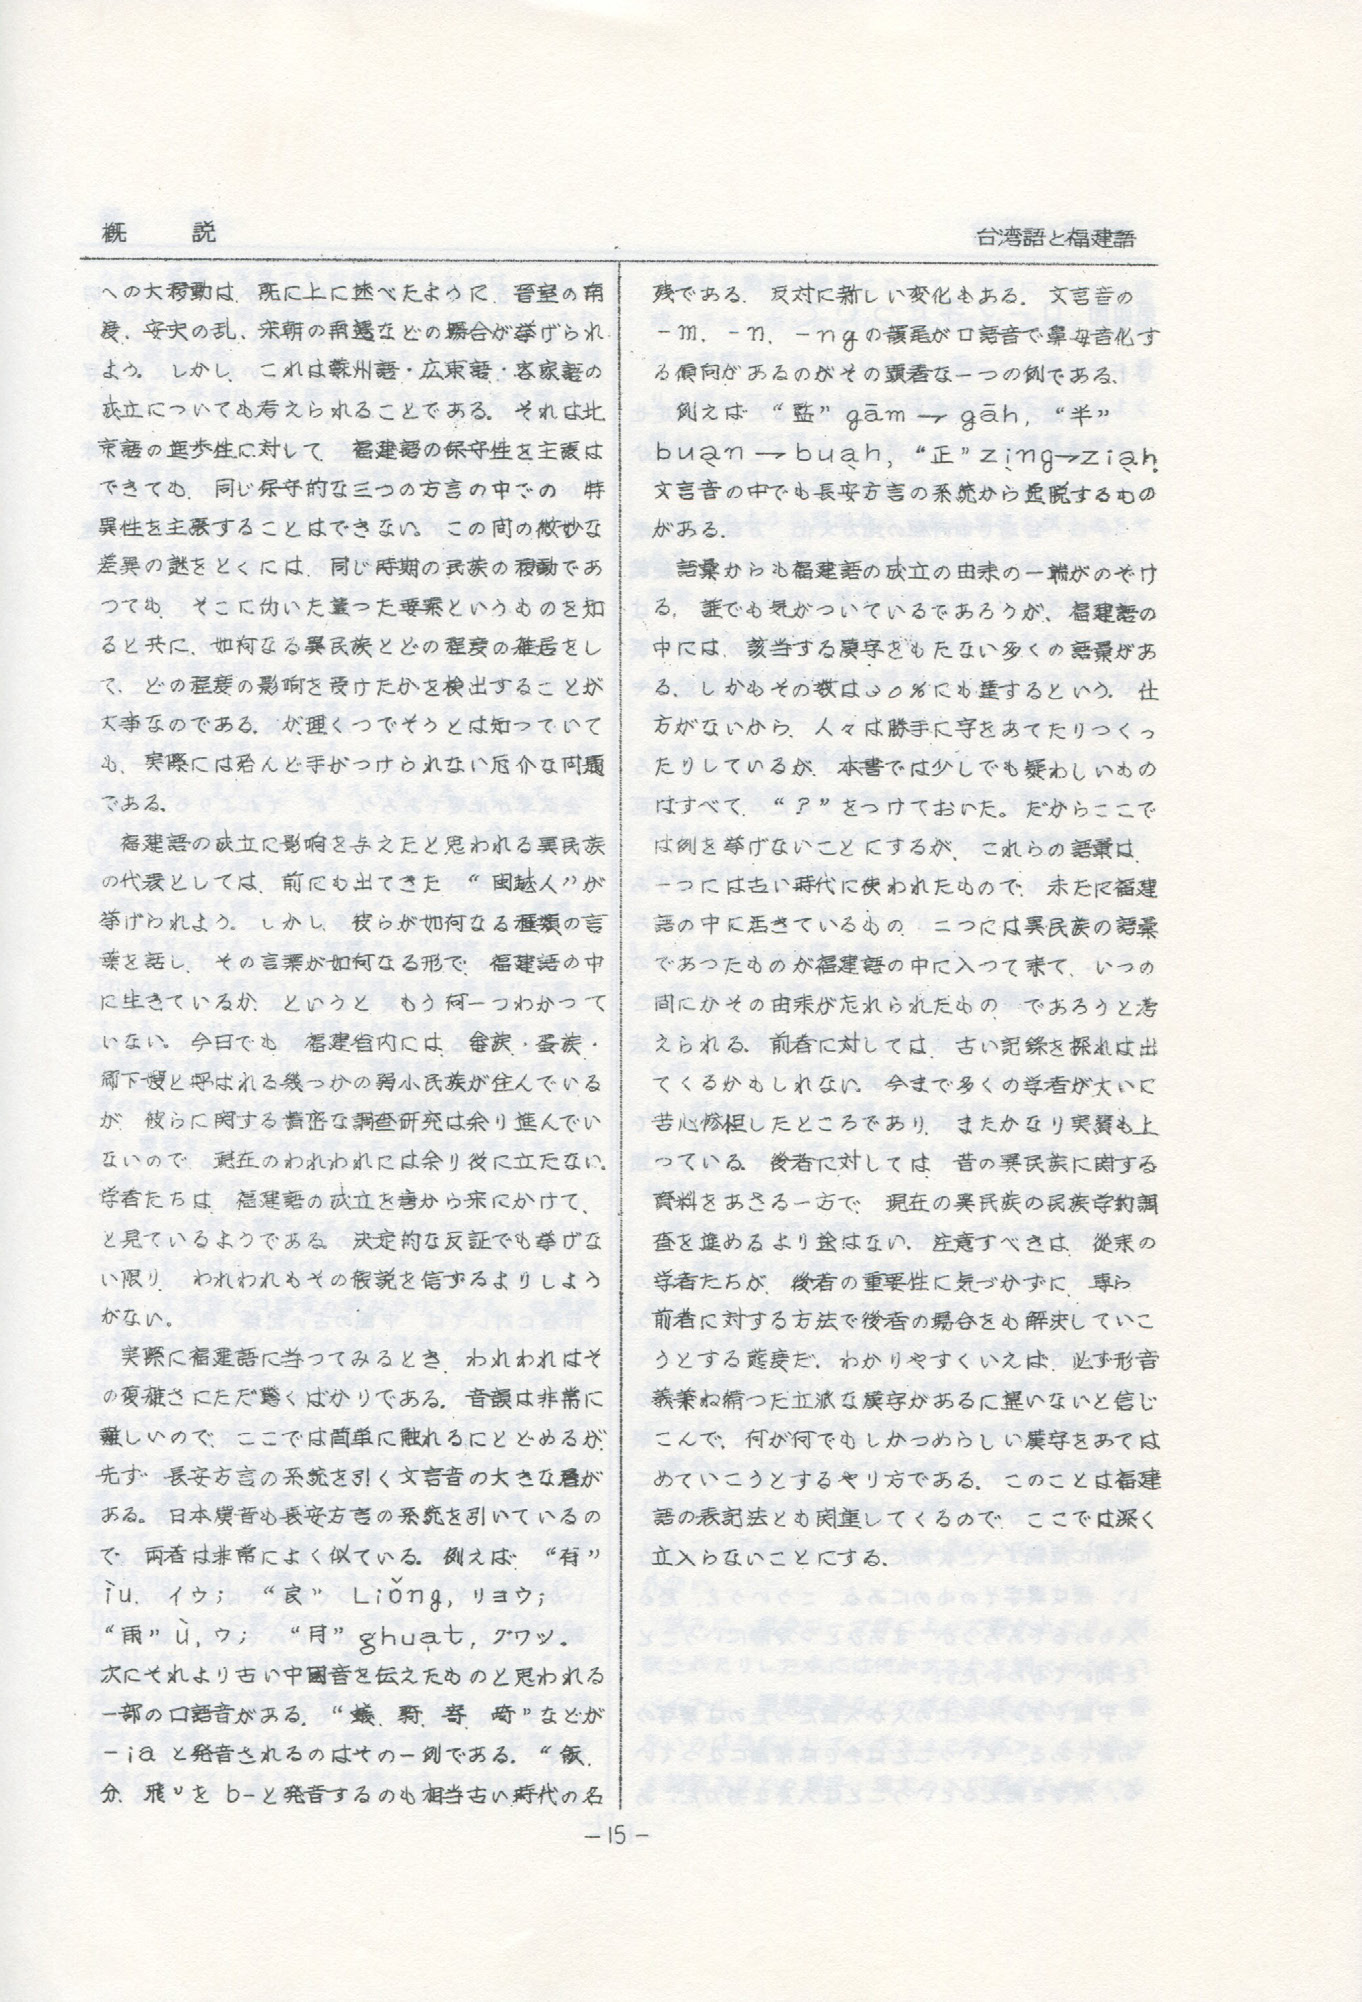 概　説
台湾語と福建語
への大移動は、既に上に述べたように、晋室の南
渡、安史の乱、宋朝の南遷などの場合が挙げられ
よう。しかし、これは蘇州語・広東語・客家語の
成立についても考えられることである。それは北
京語の進歩性に対して、福建語の保守性を主張は
できても、同じ保守的な三つの方言の中での　特
異性を主張することはできない。この間の微妙な
差異の謎をとくには、同じ時期の民族の移動であ
つても、そこに働いた違つた要素というものを知
ると共に、如何なる異民族とどの程度の雑居をし
て、どの程度の影響を受けたかを検出することが
大事なのである。が理くつでそうとは知つていて
も、実際には殆んど手がつけられない厄介な問題
である。
福建語の成立に影響を与えたと思われる異民族
の代表としては、前にも出てきた　“閩越人”が
挙げられよう。しかし、彼らが如何なる種類の言
葉を話し、その言葉が如何なる形で、福建語の中
に生きているか、というと、もう何一つわかつて
いない。今日でも、福建省内には、畲族・蛋族・
郷下嫂と呼ばれる幾つかの弱小民族が住んでいる
が、彼らに関する精密な調査研究は余り進んでい
ないので、現在のわれわれには余り役に立たない。
学者たちは、福建語の成立を唐から宋にかけて、
と見ているようである。決定的な反証でも挙げな
い限り、われわれもその仮説を信ずるよりしよう
がない。
実際に福建語に当つてみるとき、われわれはそ
の複雑さにただ驚くばかりである。音韻は非常に
難しいので、ここでは簡単に触れるにとどめるが、
先ず、長安方言の系統を引く文言音の大きな層が
ある。日本漢音も長安方言の系統を引いているの
で、両者は非常によく似ている。例えば　“有”
ìu，イウ；　“良”　Liǒng，リヨウ；
“雨”ù，ウ；　“月”ghuạt，グワツ。
次にそれより古い中国音を伝えたものと思われる
一部の口語音がある。“蟻、騎、寄、崎”などが
－iaと発音されるのはその一例である。“飯、
分、飛”をb－と発音するのも相当古い時代の名
残である。反対に新しい変化もある。文言音の
－m、－n、－ngの韻尾が口語音で鼻母音化す
る傾向があるのがその顕著な一つの例である。
例えば　“監”gām→gāh，“半”
buạn→buạh，“正”zịng→ziạh。
文言音の中でも長安方言の系統から逸脱するもの
がある。
語彙からも福建語の成立の由来の一端がのぞけ
る。誰でも気がついているであろうが、福建語の
中には、該当する漢字をもたない多くの語彙があ
る、しかもその数は３０％にも達するという。仕
方がないから、人々は勝手に字をあてたりつくっ
たりしているが、本書では少しでも疑わしいもの
はすべて、“？”をつけておいた。だからここで
は例を挙げないことにするが、これらの語彙は、
一つには古い時代に使われたもので、未だに福建
語の中に活きているもの、二つには異民族の語彙
であつたものが福建語の中に入つて来て、いつの
間にかその由来が忘れられたもの、であろうと考
えられる。前者に対しては、古い記録を探れば出
てくるかもしれない。今まで多くの学者が大いに
苦心惨怛したところであり、またかなり実績も上
つている。後者に対しては、昔の異民族に関する
資料をあさる一方で、現在の異民族の民族学的調
査を進めるより途はない。注意すべきは、従来の
学者たちが、後者の重要性に気づかずに、専ら
前者に対する方法で後者の場合をも解決していこ
うとする態度だ。わかりやすくいえば、必ず形音
義兼ね備つた立派な漢字があるに違いないと信じ
こんで、何が何でもしかつめらしい漢字をあては
めていこうとするやり方である。このことは福建
語の表記法とも関連してくるので、ここでは深く
立入らないことにする。
－15－